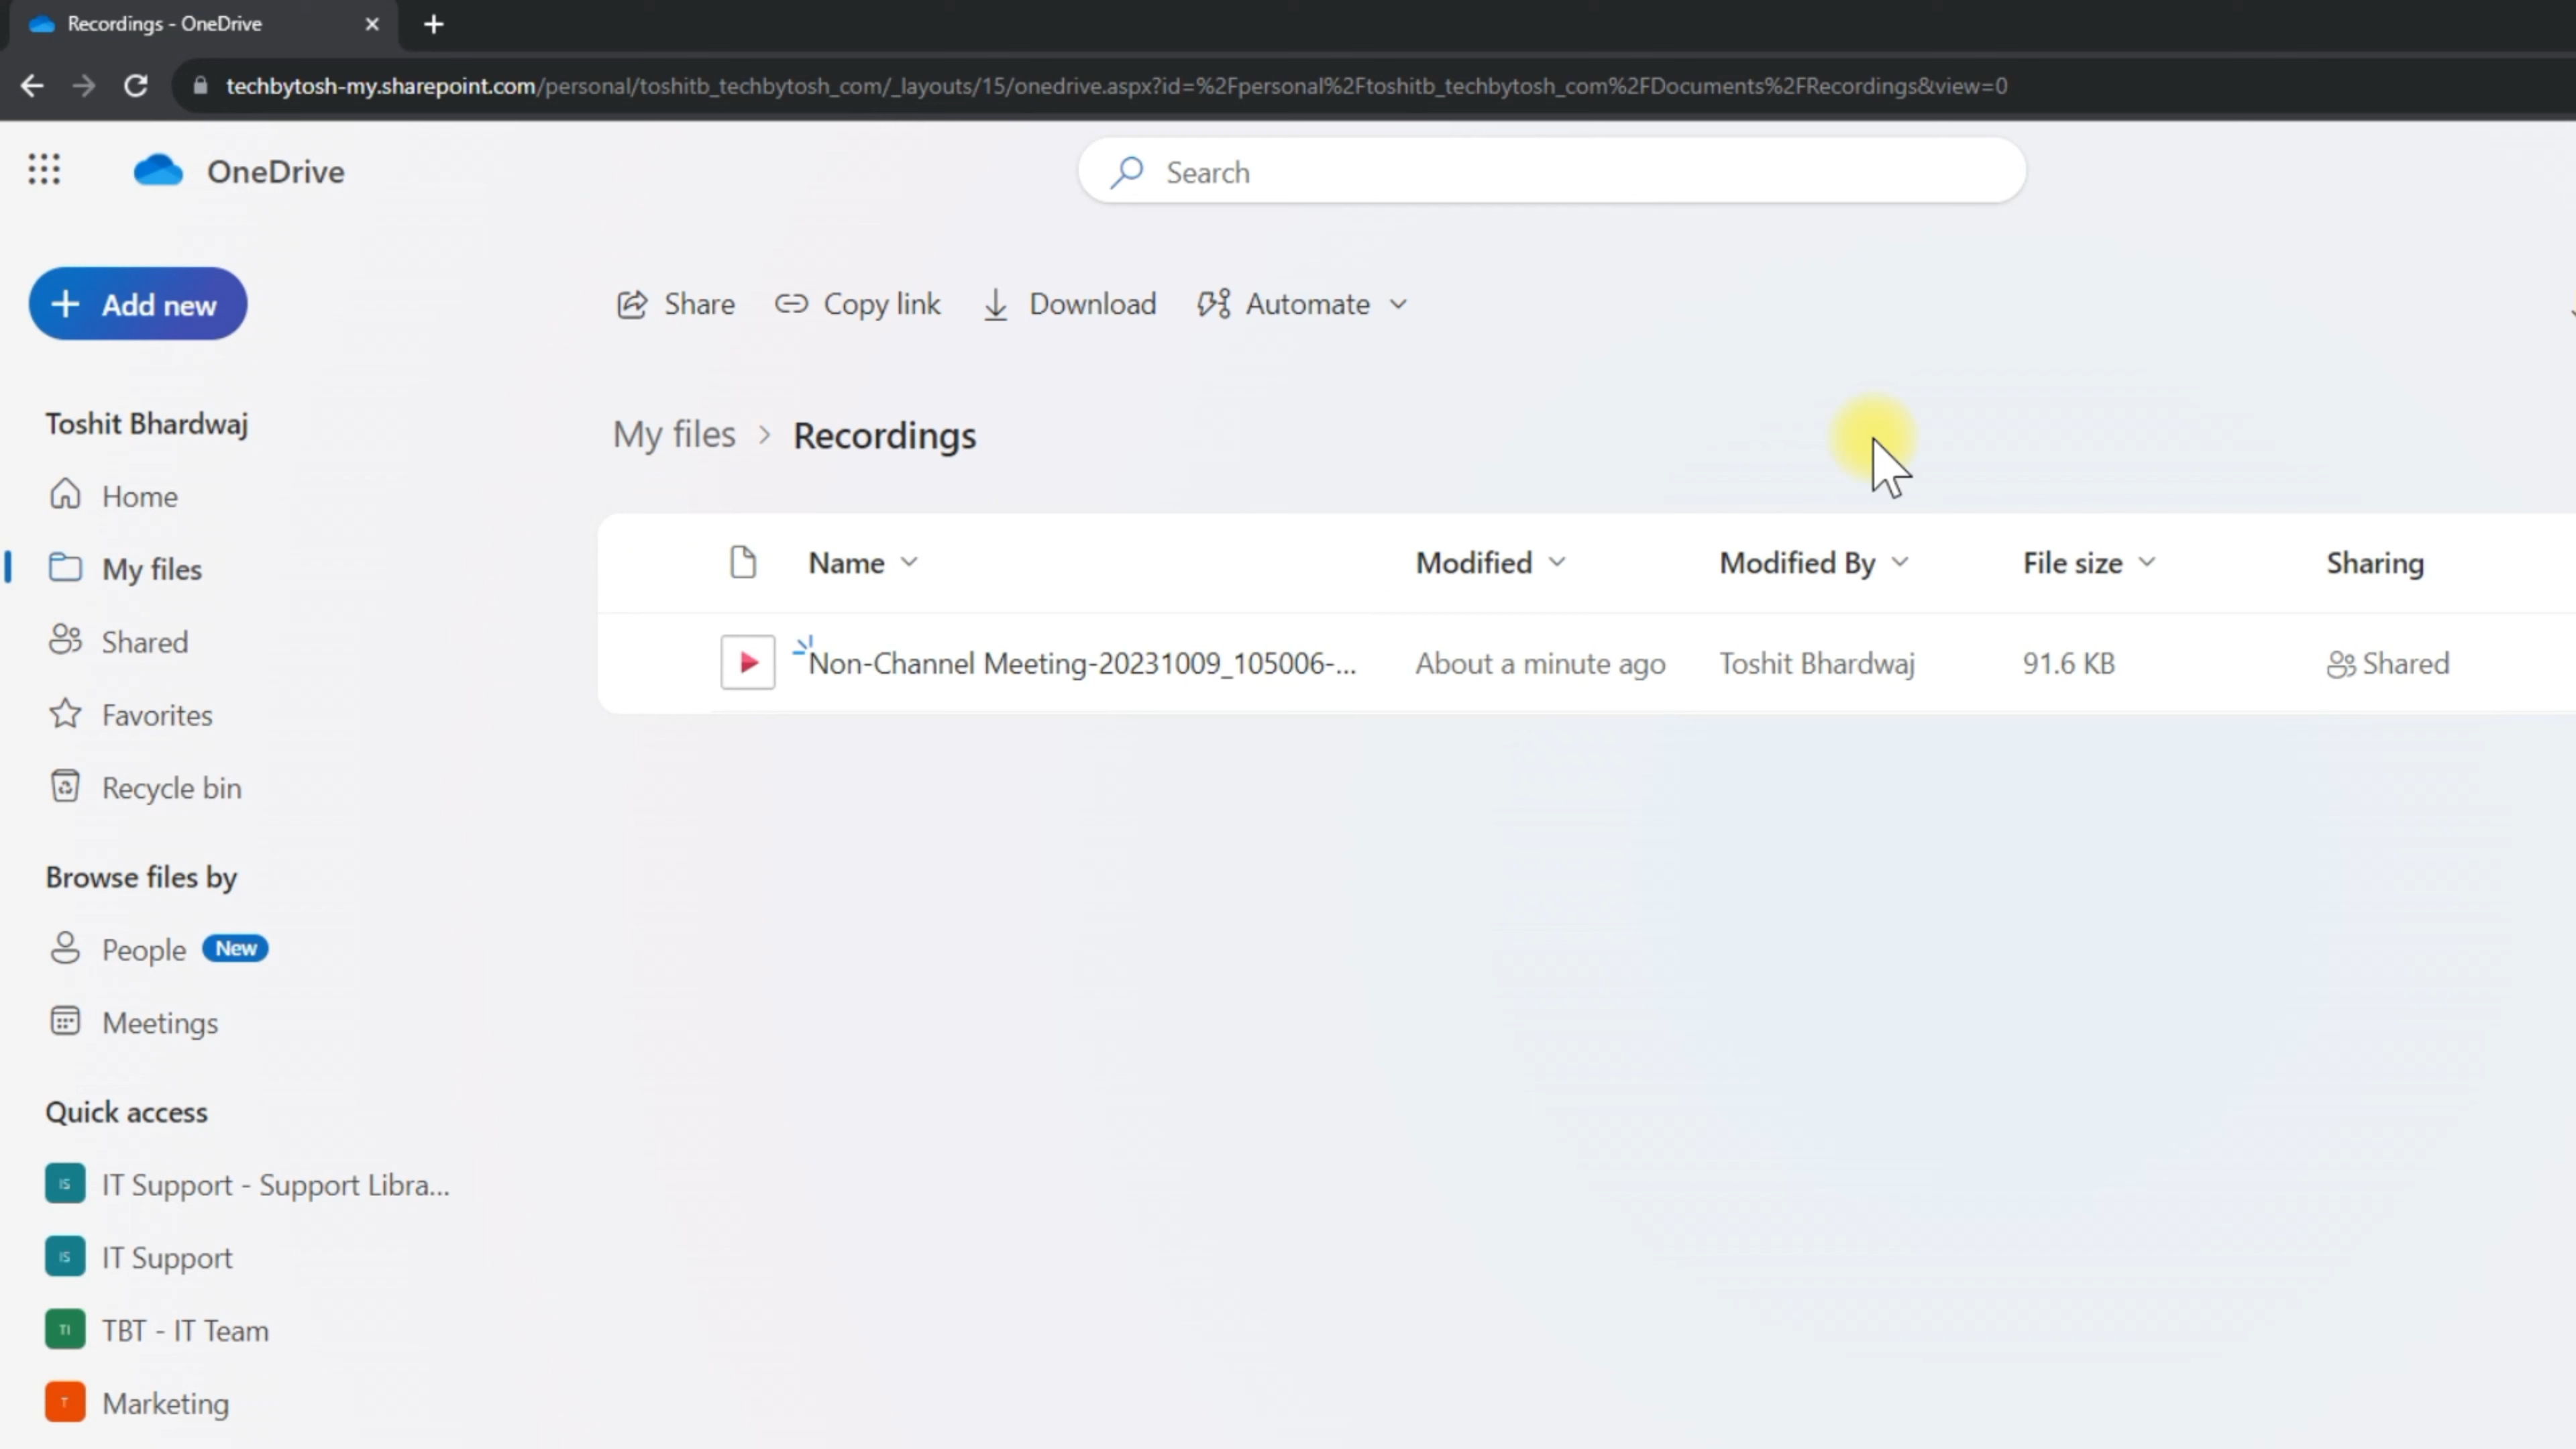 Recordings - OneDrive
techbytosh-my.sharepoint.com/personal/toshitb_techbytosh_com/_layouts/15/onedrive.aspx?id=%2Fpersonal%2Ftoshitb_techbytosh_com%2FDocuments%2FRecordings&view=0
OneDrive
Search
Add new
Share
Copy link
Download
Automate
Toshit Bhardwaj
Home
My files
Shared
Favorites
Recycle bin
Browse files by
People New
Meetings
Quick access
IS IT Support - Support Libra...
IS IT Support
TI TBT - IT Team
T Marketing
My files > Recordings
Name Modified Modified By File size Sharing
Non-Channel Meeting-20231009_105006-... About a minute ago Toshit Bhardwaj 91.6 KB Shared